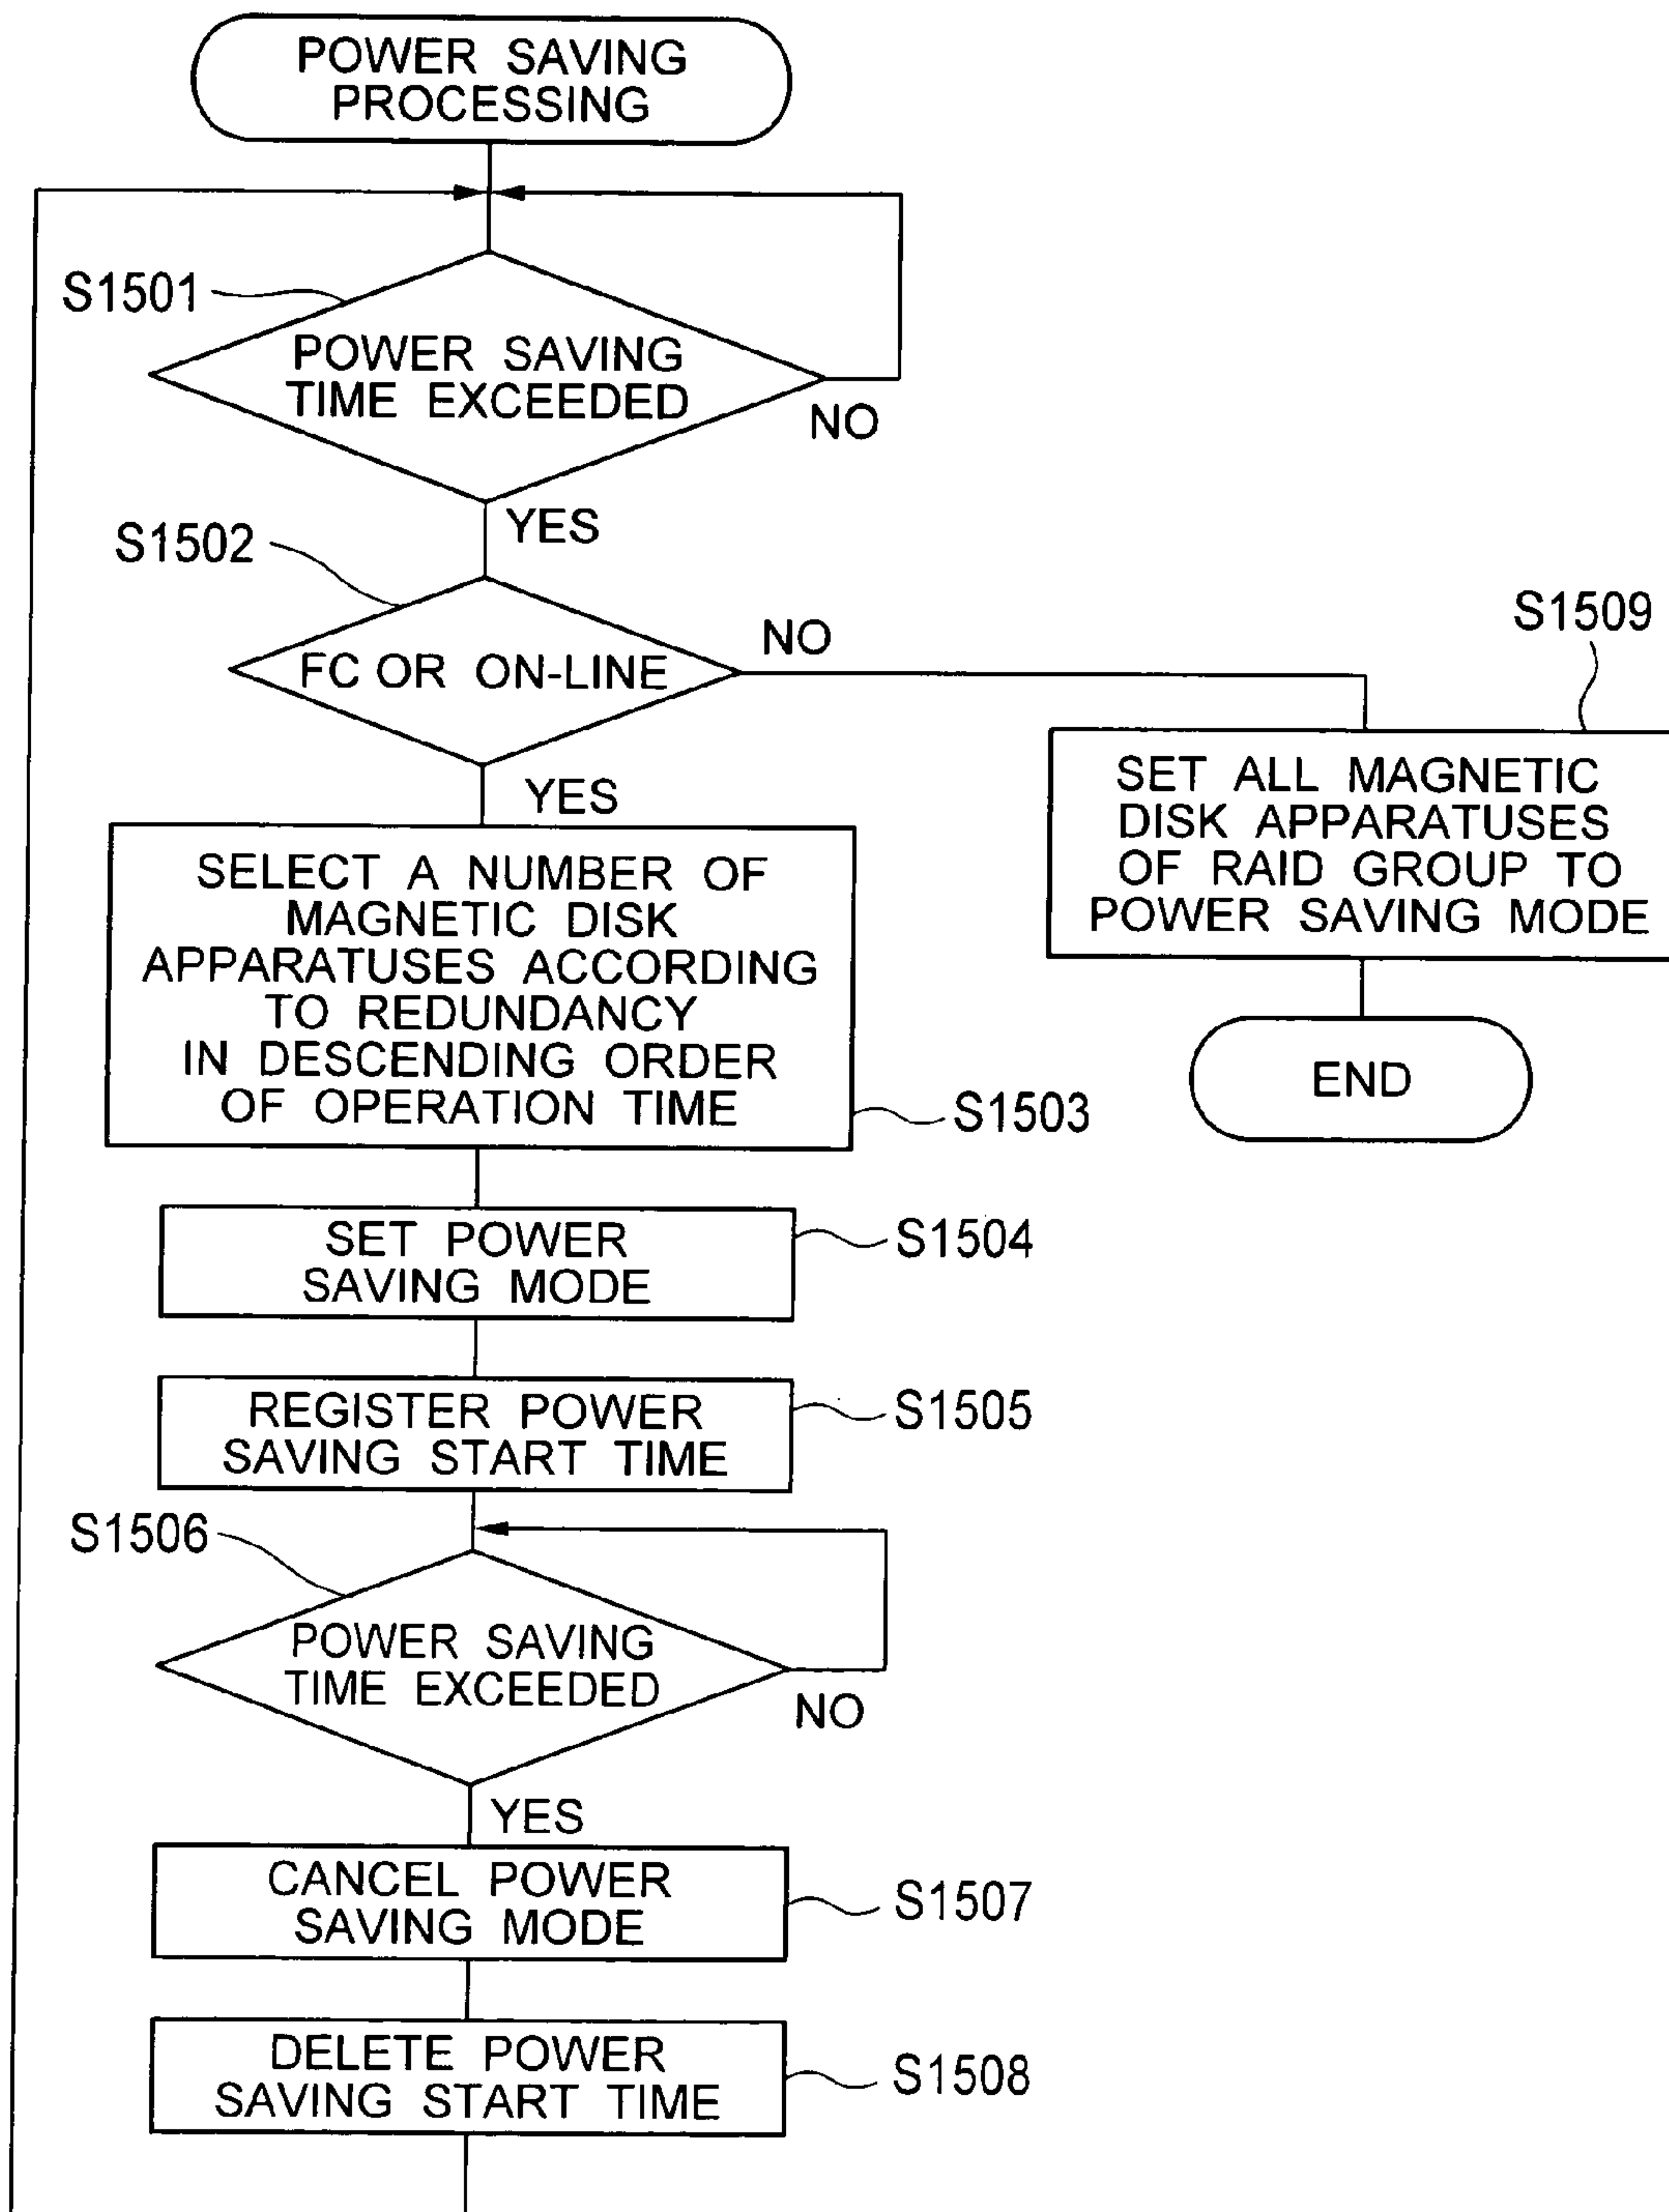 POWER SAVING
PROCESSING
S1501
POWER SAVING
TIME EXCEEDED
NO
YES
S1502
FC OR ON-LINE
NO
YES
S1509
SET ALL MAGNETIC
DISK APPARATUSES
OF RAID GROUP TO
POWER SAVING MODE
END
SELECT A NUMBER OF
MAGNETIC DISK
APPARATUSES ACCORDING
TO REDUNDANCY
IN DESCENDING ORDER
OF OPERATION TIME
S1503
SET POWER
SAVING MODE
S1504
REGISTER POWER
SAVING START TIME
S1505
S1506
POWER SAVING
TIME EXCEEDED
NO
YES
CANCEL POWER
SAVING MODE
S1507
DELETE POWER
SAVING START TIME
S1508